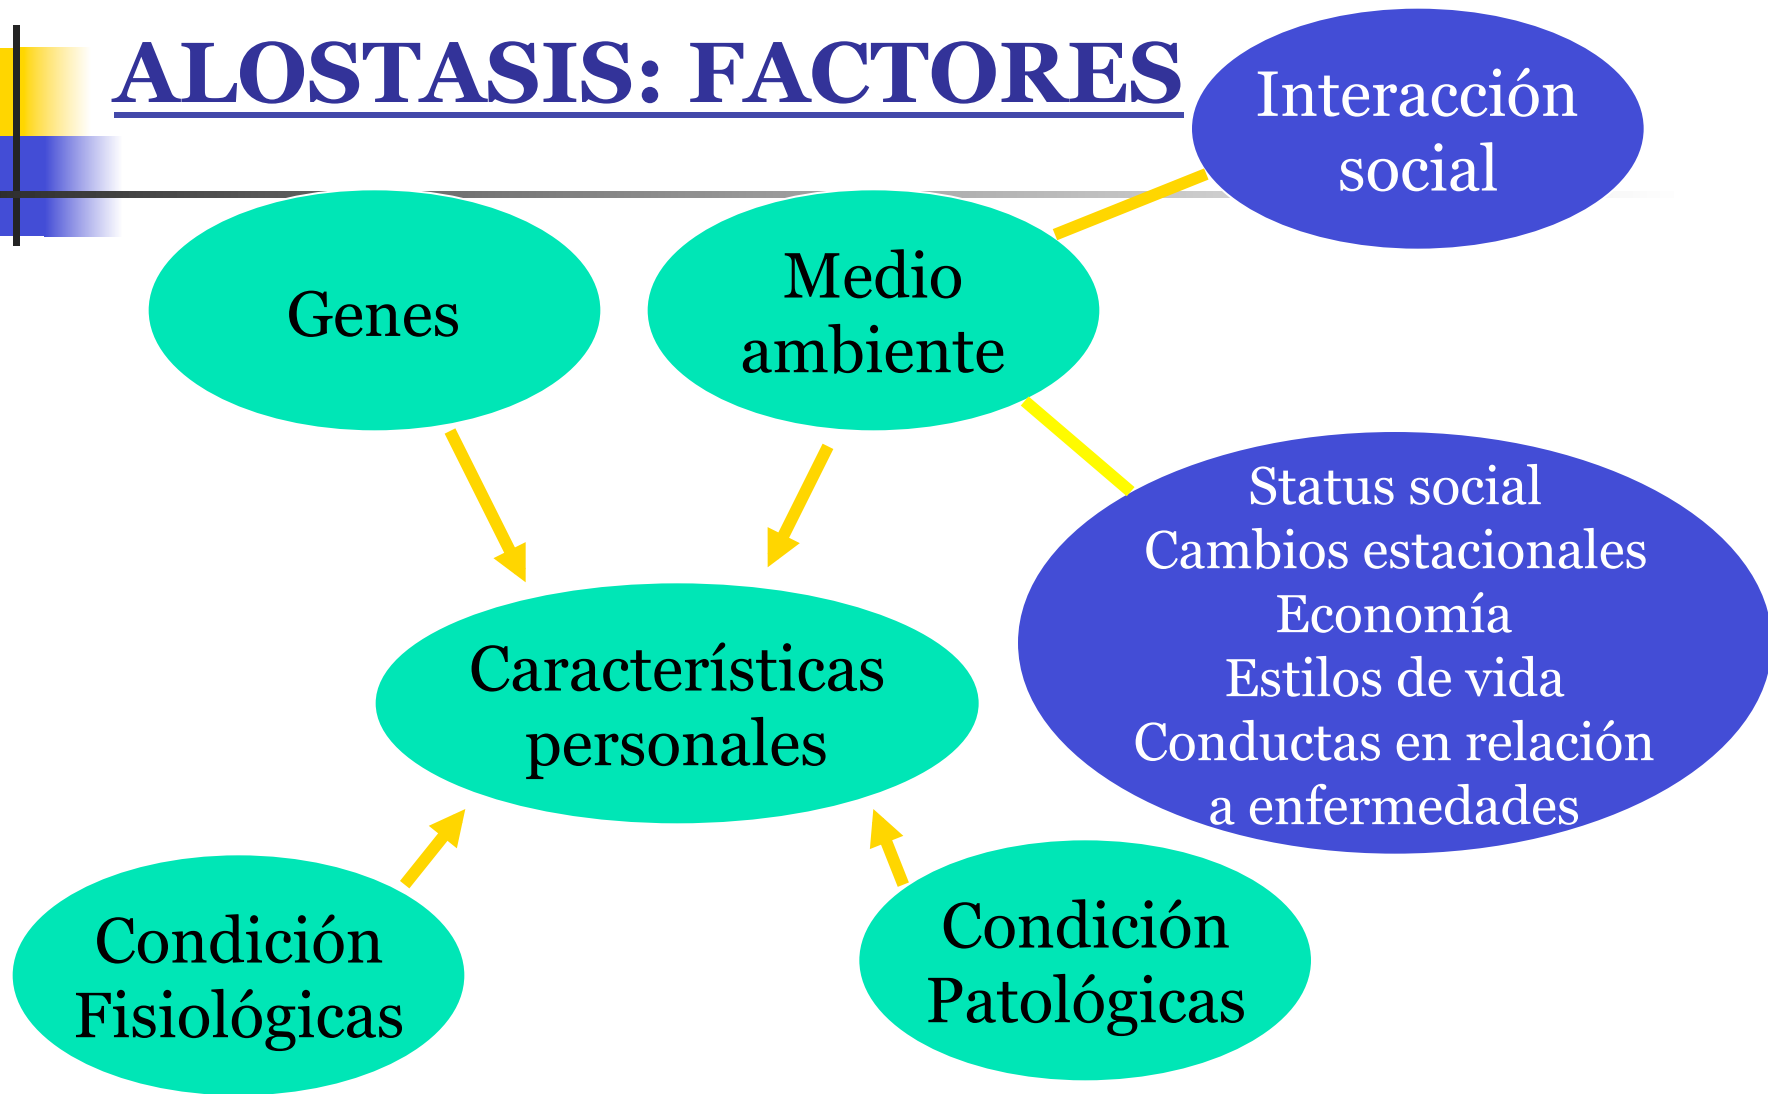 ALOSTASIS: FACTORES
Interacción
social
Genes
Medio
ambiente
Status social
Cambios estacionales
Economía
Estilos de vida
Conductas en relación
a enfermedades
Características
personales
Condición
Fisiológicas
Condición
Patológicas